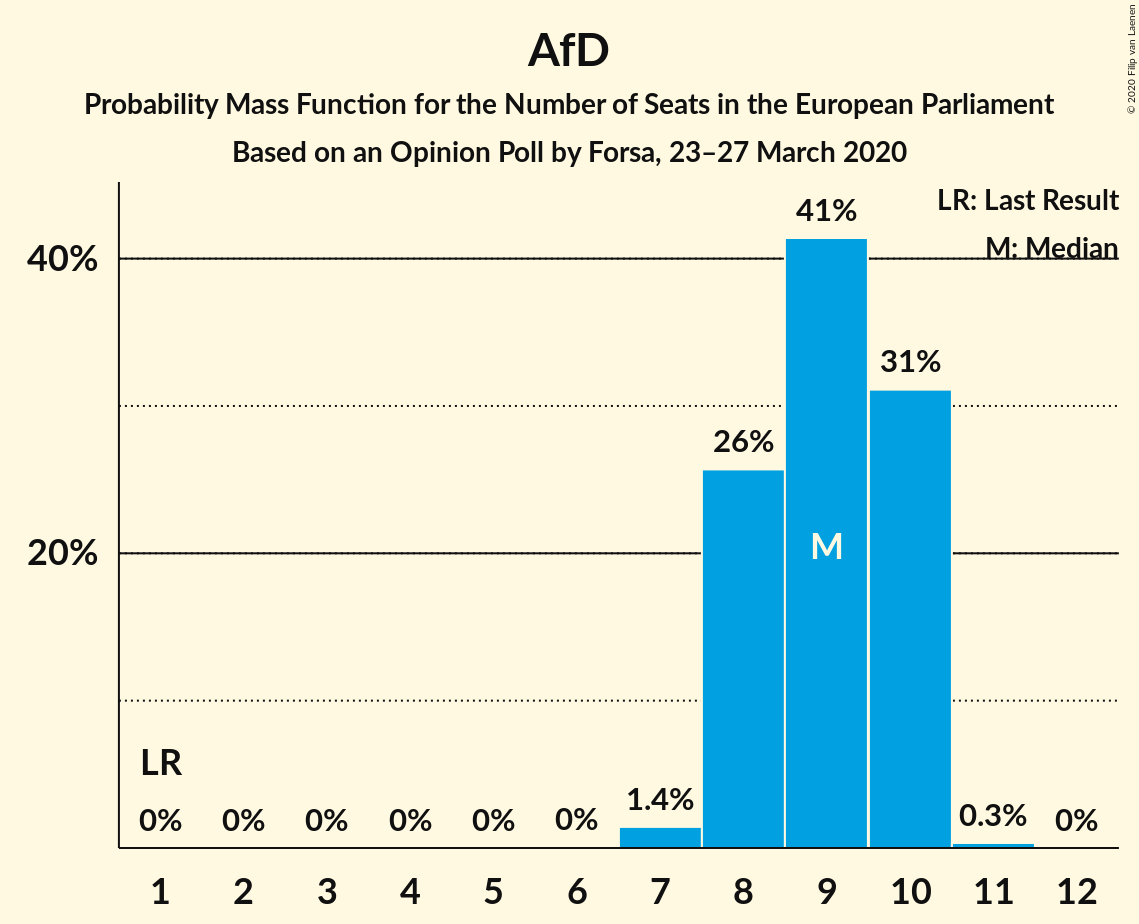 AfD
Probability Mass Function for the Number of Seats in the European Parliament
Based on an Opinion Poll by Forsa, 23–27 March 2020
© 2020 Filip van Laenen
LR: Last Result
M: Median
40%
20%
41%
31%
26%
M
LR
1.4%
0.3%
0% 0% 0% 0% 0% 0% 0%
1 2 3 4 5 6 7 8 9 10 11 12